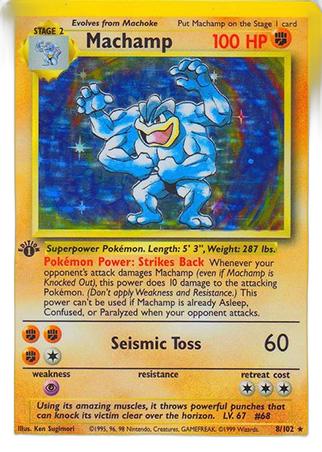 Evolves from Machoke Put Machamp on the Stage 1 card
STAGE 2
Machamp 100 HP
EDITION
1
Superpower Pokémon. Length: 5' 3", Weight: 287 lbs.
Pokémon Power: Strikes Back Whenever your
opponent's attack damages Machamp (even if Machamp is
Knocked Out), this power does 10 damage to the attacking
Pokémon. (Don't apply Weakness and Resistance.) This
power can't be used if Machamp is already Asleep,
Confused, or Paralyzed when your opponent attacks.
Seismic Toss 60
weakness resistance retreat cost
Using its amazing muscles, it throws powerful punches that
can knock its victim clear over the horizon. LV. 67 #68
Illus. Ken Sugimori ©1995, 96, 98 Nintendo, Creatures, GAMEFREAK. ©1999 Wizards. 8/102 ★